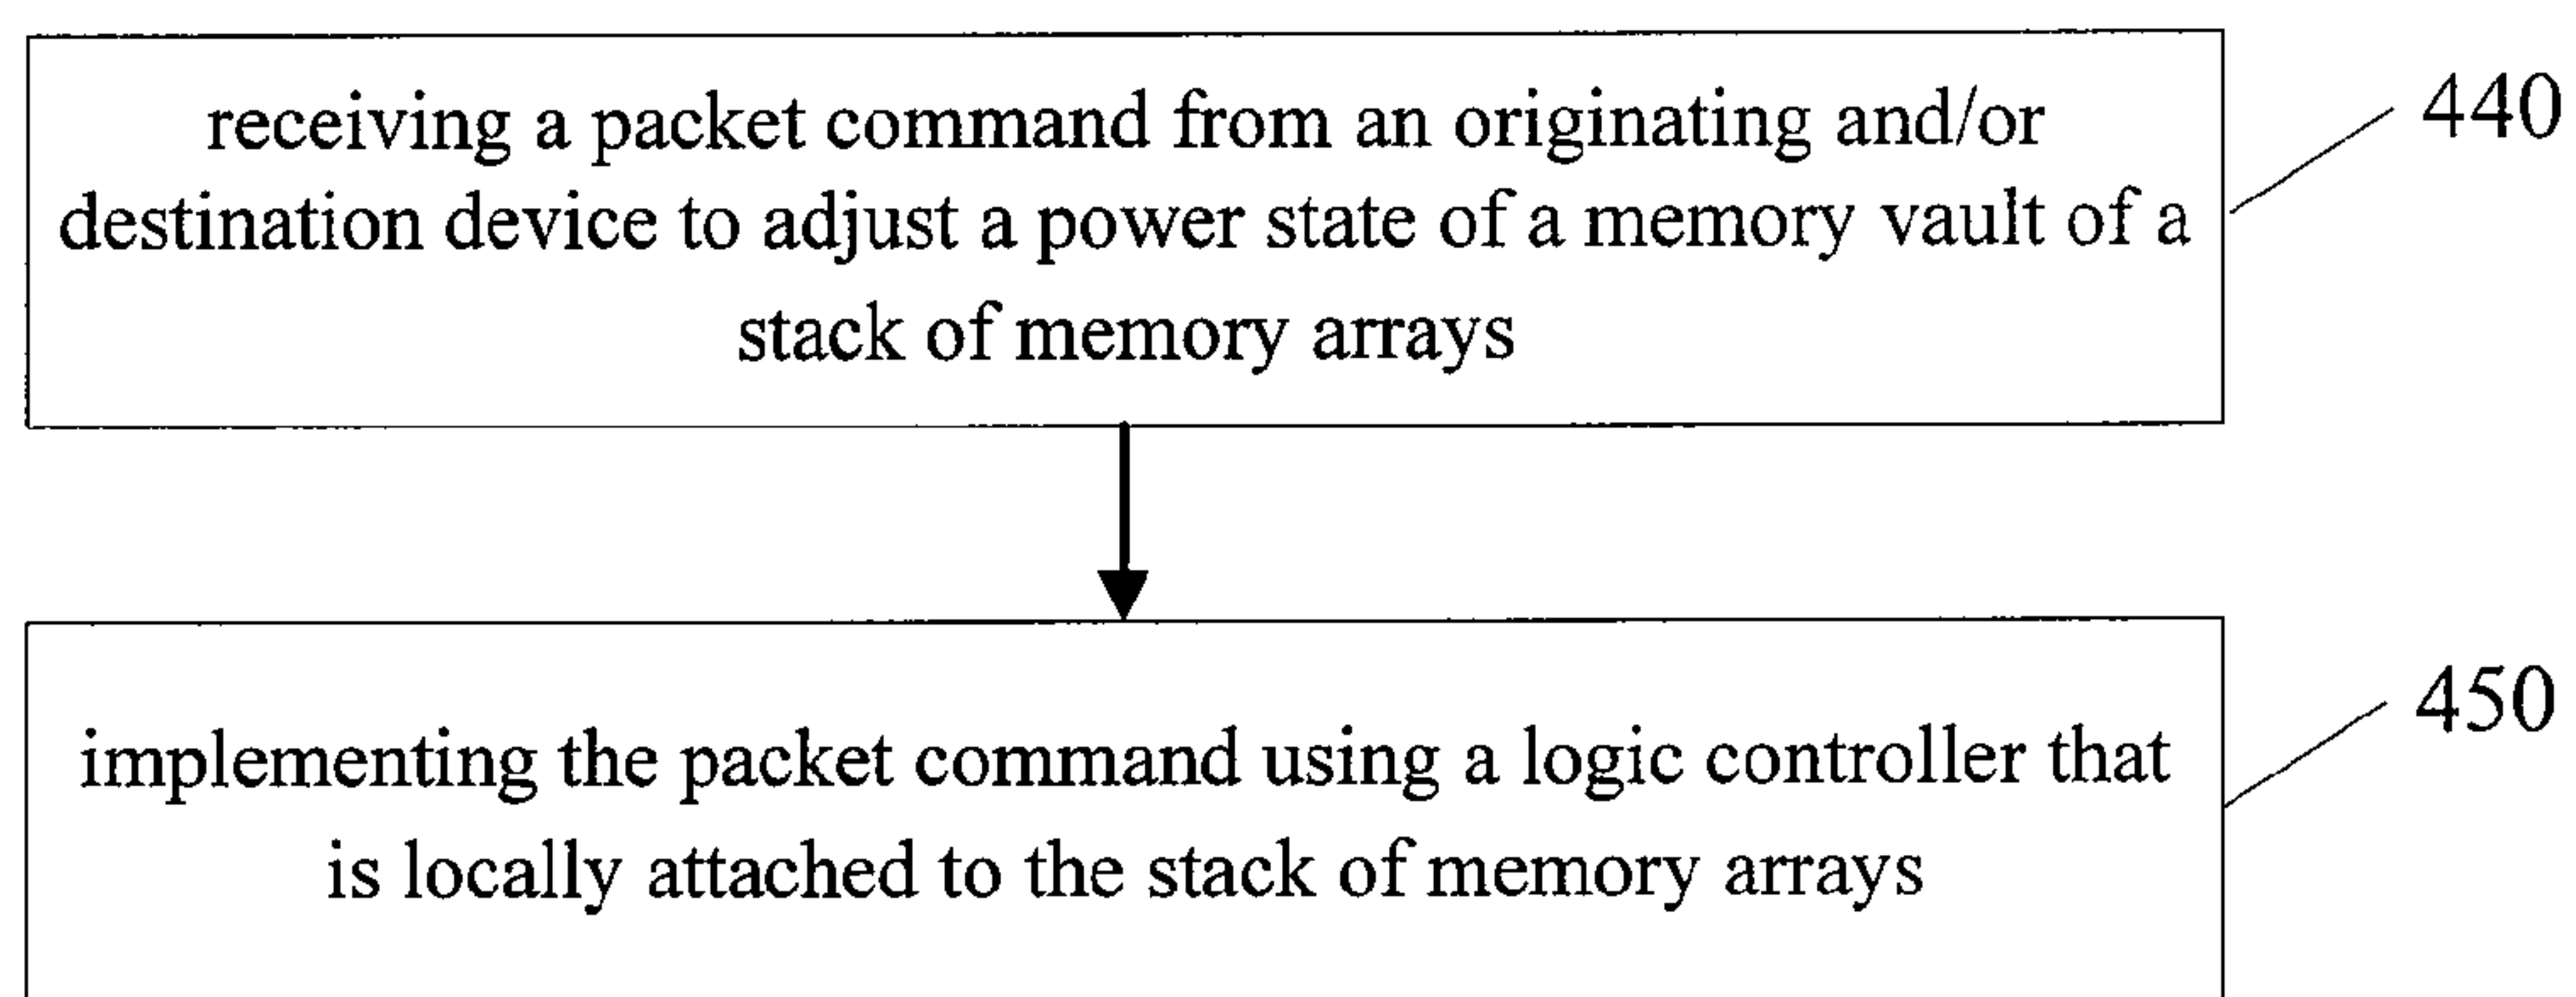 receiving a packet command from an originating and/or
destination device to adjust a power state of a memory vault of a
stack of memory arrays
440
implementing the packet command using a logic controller that
is locally attached to the stack of memory arrays
450